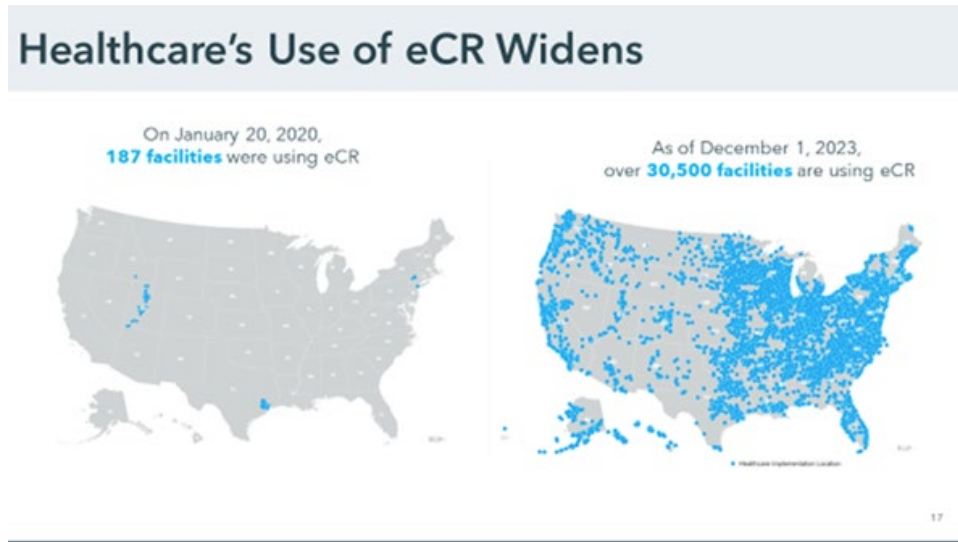 Healthcare's Use of eCR Widens
On January 20, 2020,
187 facilities were using eCR
As of December 1, 2023,
over 30,500 facilities are using eCR
Healthcare Implementation Location
17